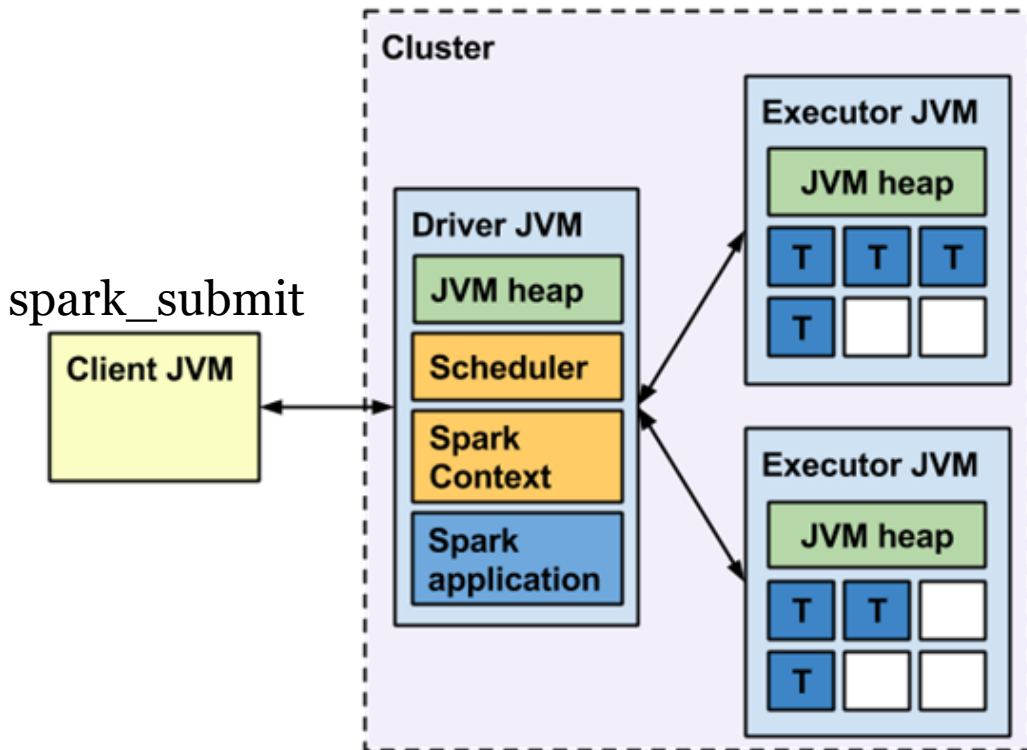 Cluster
spark_submit
Client JVM
Driver JVM
JVM heap
Scheduler
Spark
Context
Spark
application
Executor JVM
JVM heap
T T T
T
Executor JVM
JVM heap
T T
T